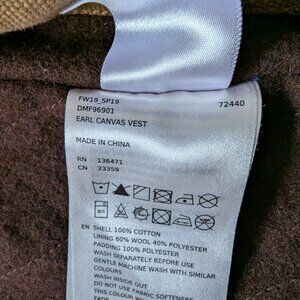 FW19_SP19
DMF96901 72440
EARL CANVAS VEST
MADE IN CHINA
RN 136471
CN 23359
EN SHELL 100% COTTON
LINING 60% WOOL 40% POLYESTER
PADDING 100% POLYESTER
WASH SEPARATELY BEFORE USE
GENTLE MACHINE WASH WITH SIMILAR
COLOURS
WASH INSIDE OUT
DO NOT USE FABRIC SOFTENER
THIS COLOUR